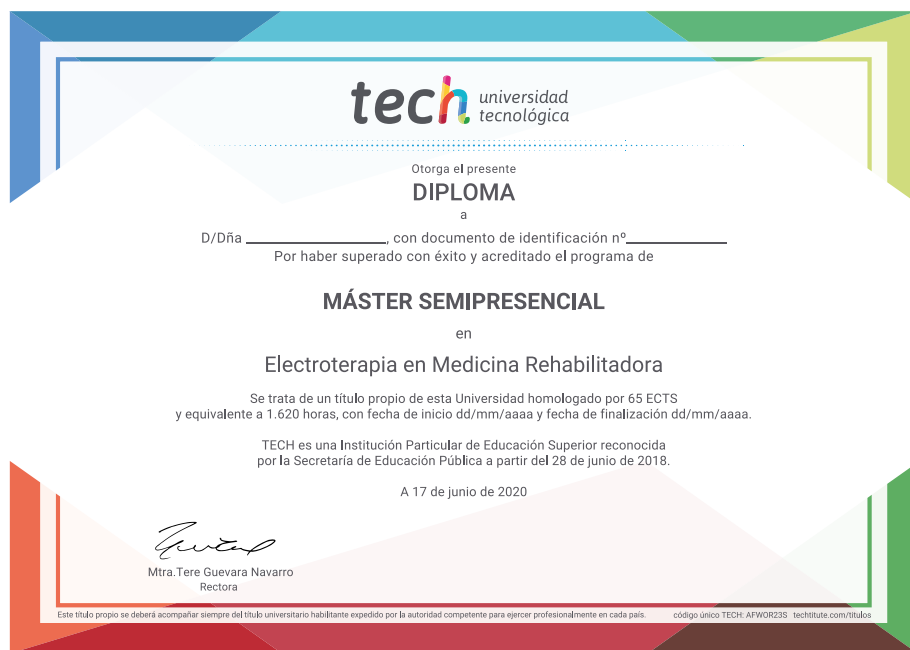 tech universidad
tecnológica
Otorga el presente
DIPLOMA
a
D/Dña ________________, con documento de identificación nº____________
Por haber superado con éxito y acreditado el programa de
MÁSTER SEMIPRESENCIAL
en
Electroterapia en Medicina Rehabilitadora
Se trata de un título propio de esta Universidad homologado por 65 ECTS
y equivalente a 1.620 horas, con fecha de inicio dd/mm/aaaa y fecha de finalización dd/mm/aaaa.
TECH es una Institución Particular de Educación Superior reconocida
por la Secretaría de Educación Pública a partir del 28 de junio de 2018.
A 17 de junio de 2020
Mtra.Tere Guevara Navarro
Rectora
Este título propio se deberá acompañar siempre del título universitario habilitante expedido por la autoridad competente para ejercer profesionalmente en cada país. código único TECH: AFWOR23S techtitute.com/titulos